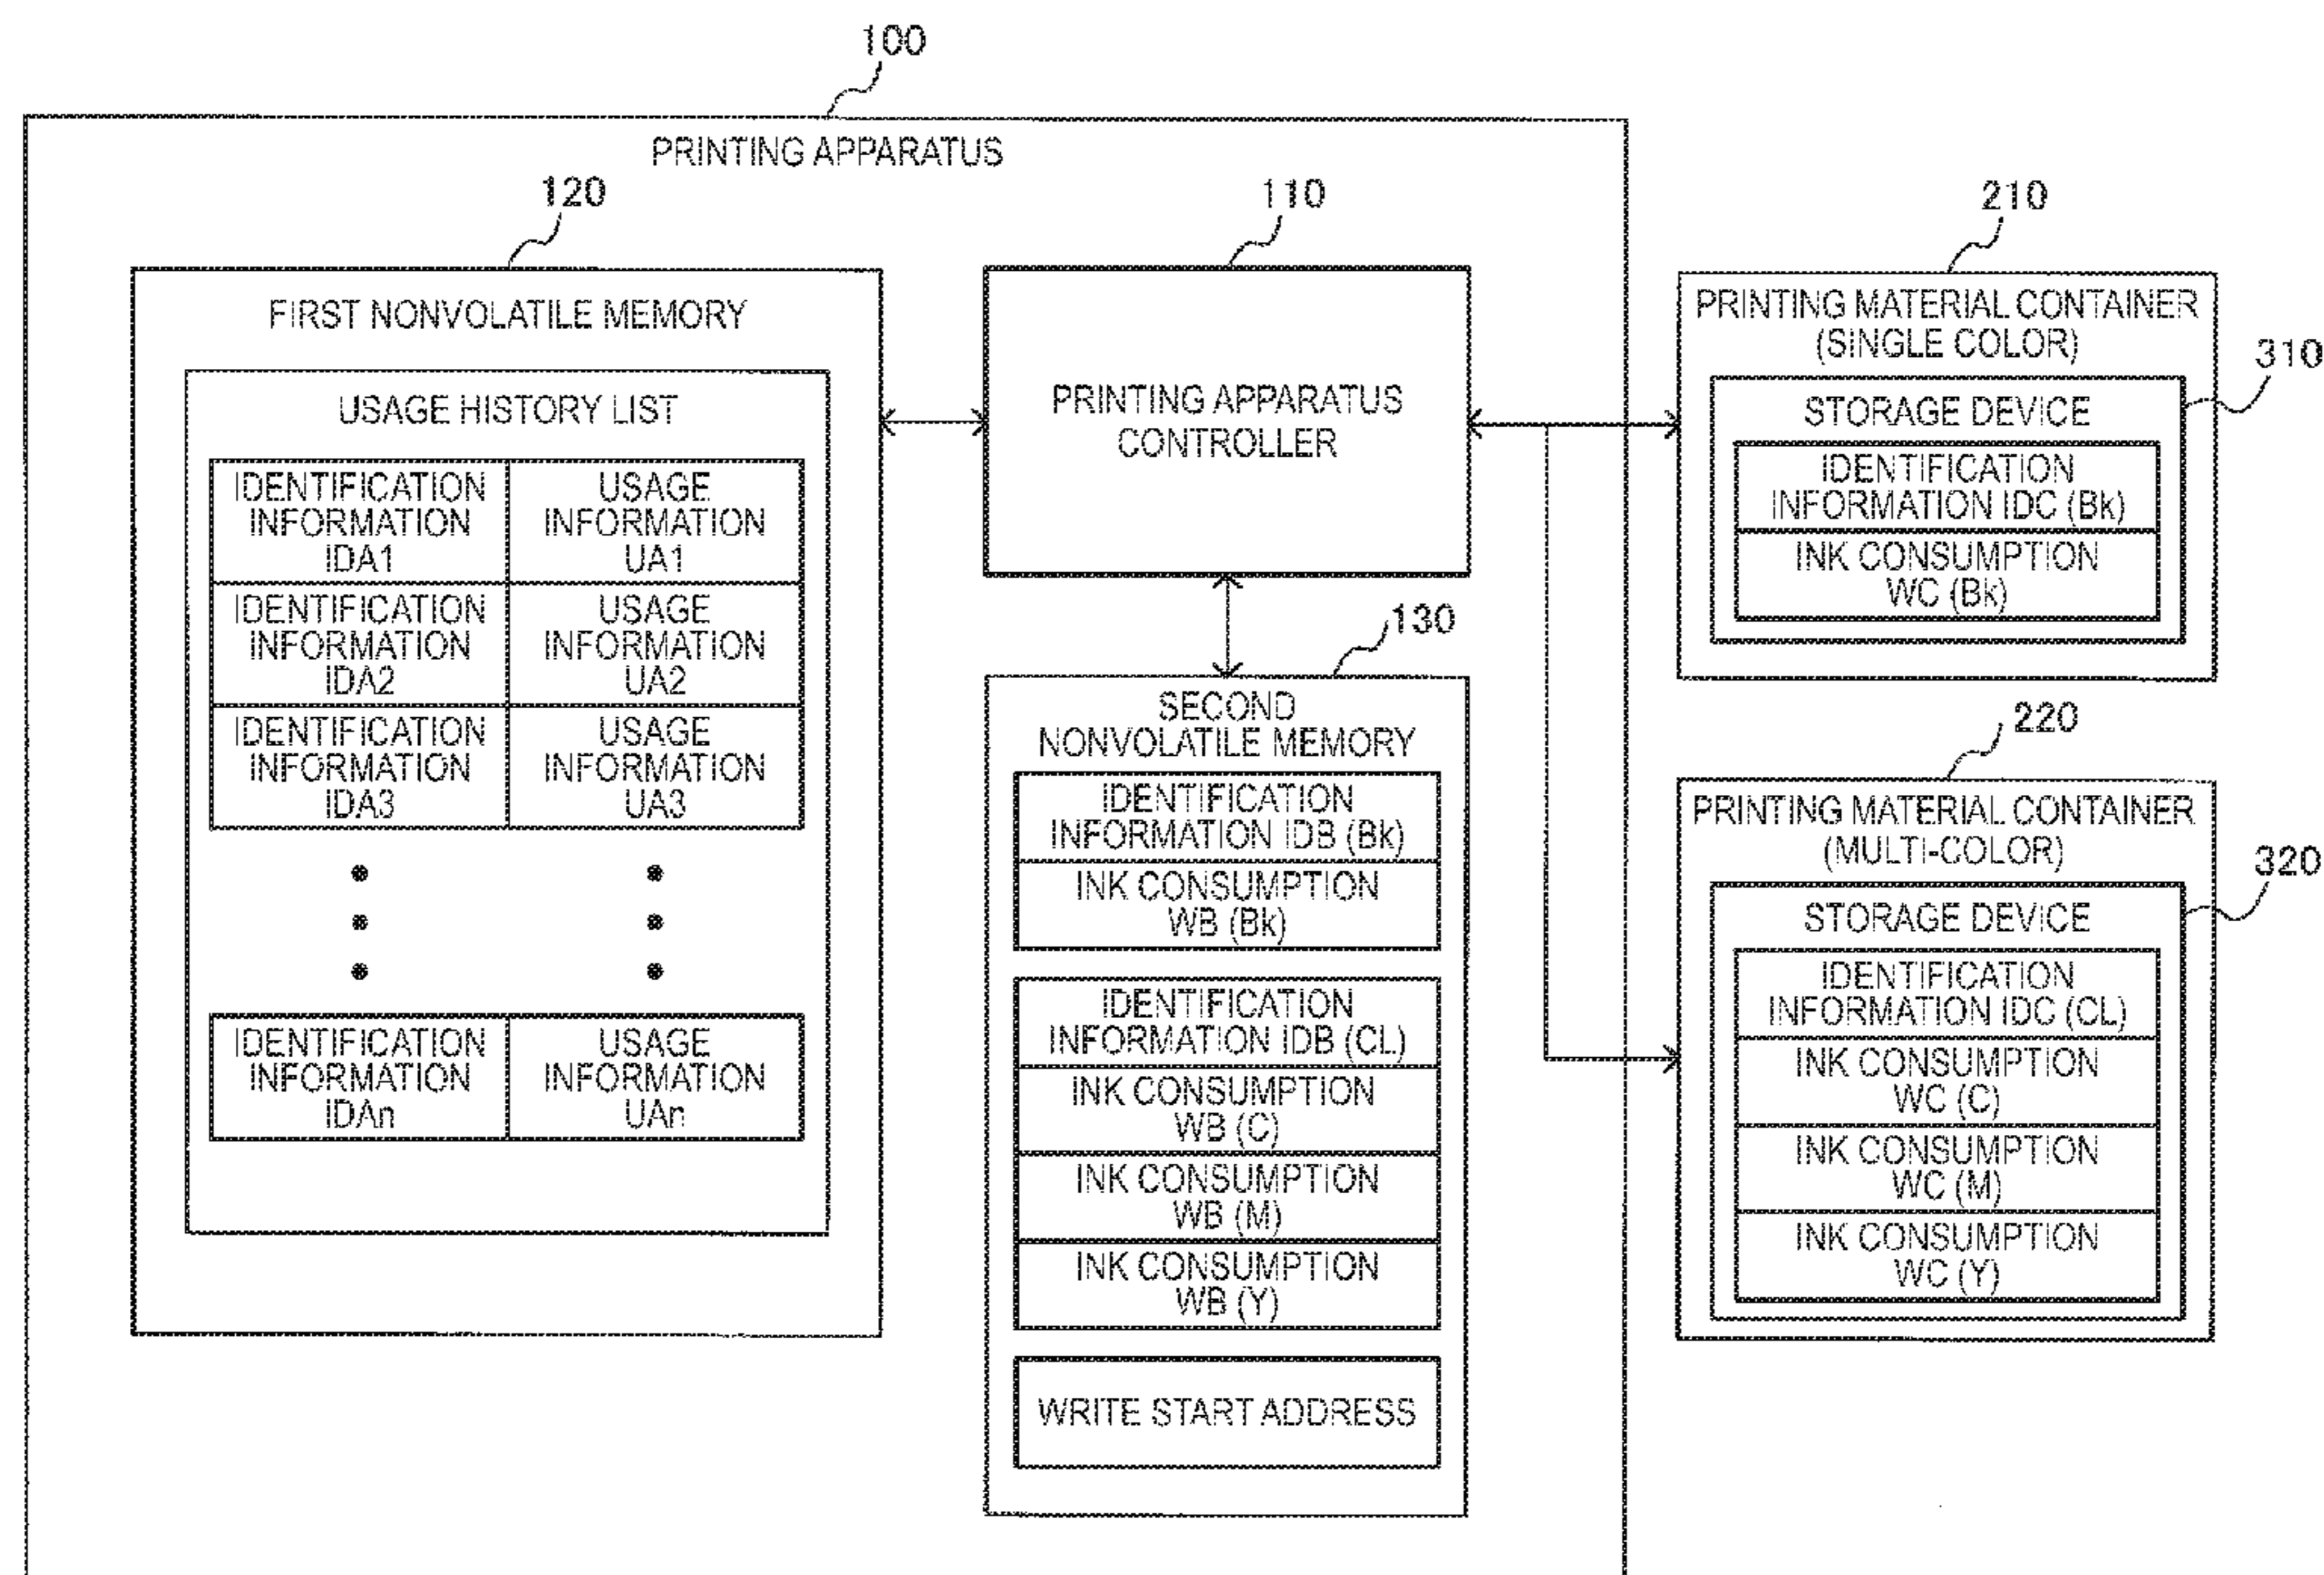 100
PRINTING APPARATUS
120
FIRST NONVOLATILE MEMORY
USAGE HISTORY LIST
IDENTIFICATION
INFORMATION
IDA1
USAGE
INFORMATION
UA1
IDENTIFICATION
INFORMATION
IDA2
USAGE
INFORMATION
UA2
IDENTIFICATION
INFORMATION
IDA3
USAGE
INFORMATION
UA3
IDENTIFICATION
INFORMATION
IDAn
USAGE
INFORMATION
UAn
110
PRINTING APPARATUS
CONTROLLER
130
SECOND
NONVOLATILE MEMORY
IDENTIFICATION
INFORMATION IDB (Bk)
INK CONSUMPTION
WB (Bk)
IDENTIFICATION
INFORMATION IDB (CL)
INK CONSUMPTION
WB (C)
INK CONSUMPTION
WB (M)
INK CONSUMPTION
WB (Y)
WRITE START ADDRESS
210
PRINTING MATERIAL CONTAINER
(SINGLE COLOR)
310
STORAGE DEVICE
IDENTIFICATION
INFORMATION IDC (Bk)
INK CONSUMPTION
WC (Bk)
220
PRINTING MATERIAL CONTAINER
(MULTI-COLOR)
320
STORAGE DEVICE
IDENTIFICATION
INFORMATION IDC (CL)
INK CONSUMPTION
WC (C)
INK CONSUMPTION
WC (M)
INK CONSUMPTION
WC (Y)